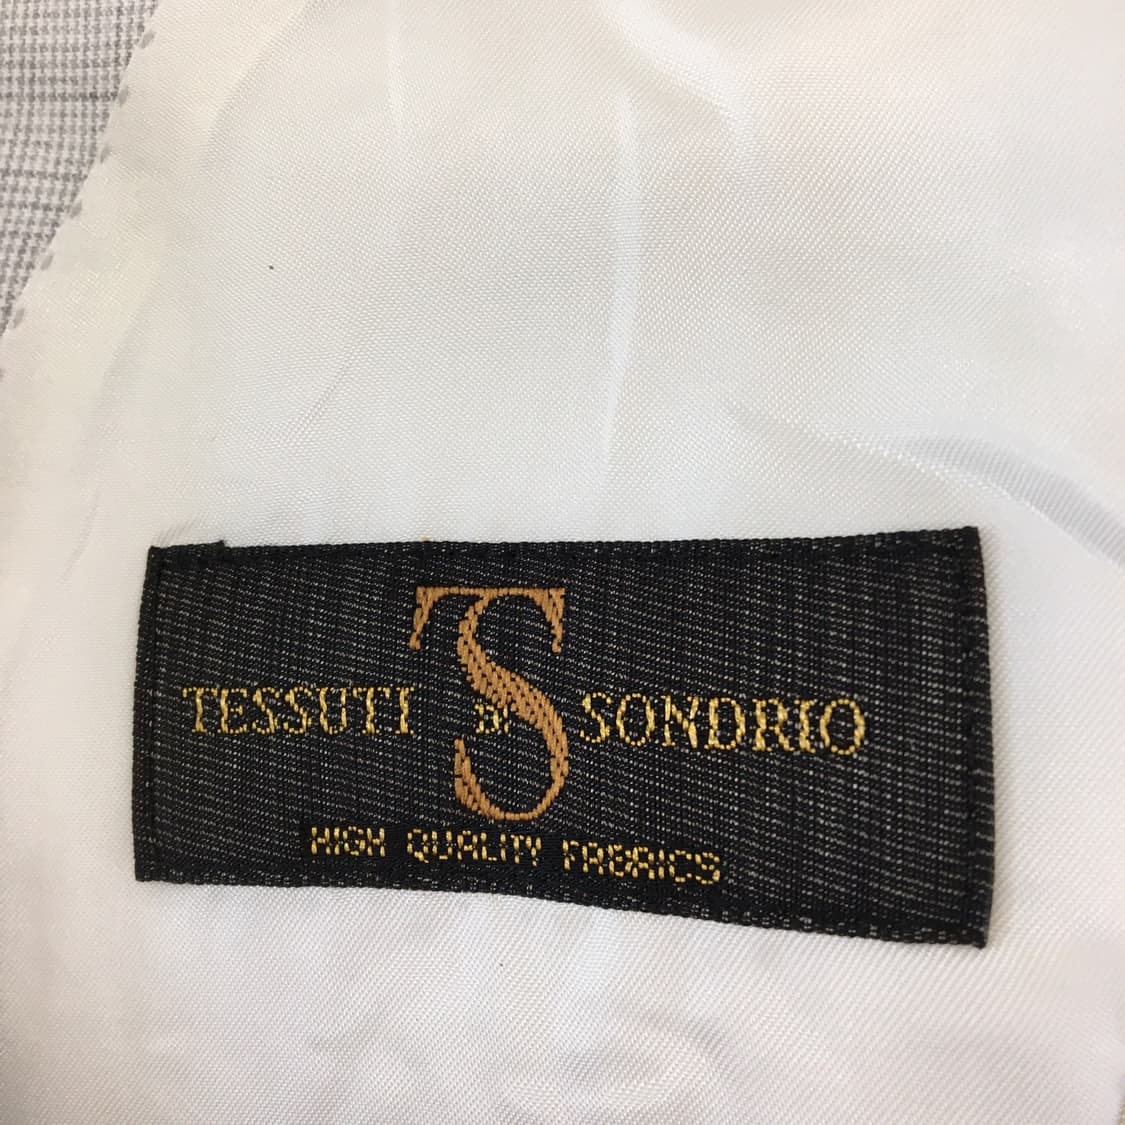 TS
TESSUTI DI SONDRIO
HIGH QUALITY FABRICS